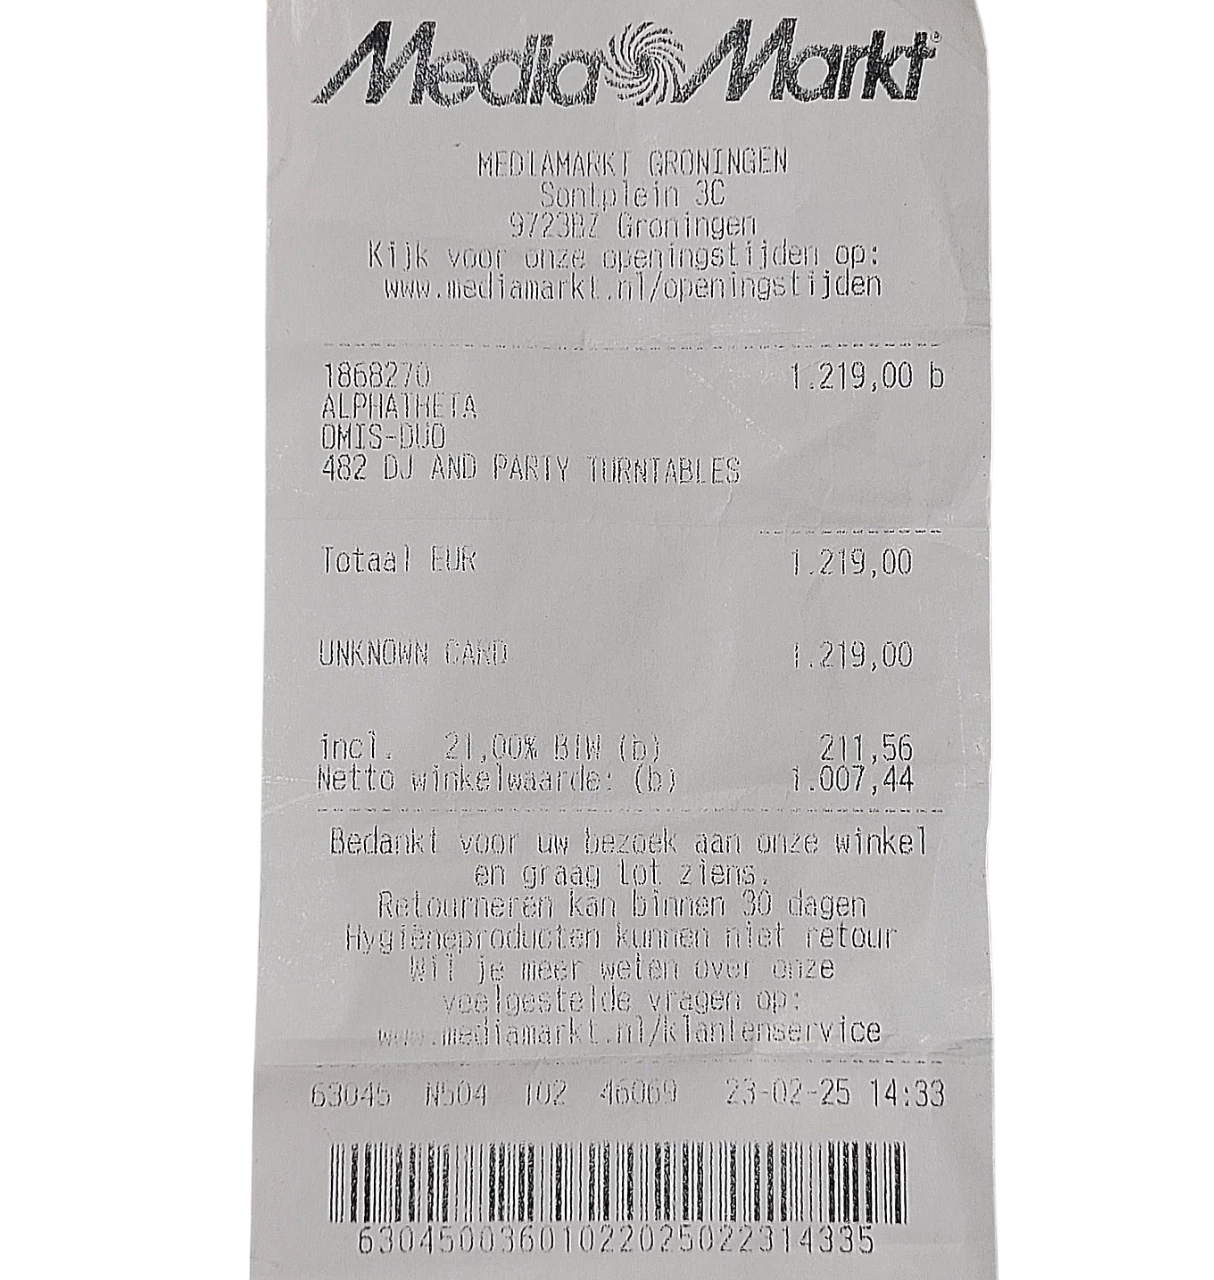 MediaMarkt®
MEDIAMARKT GRONINGEN
Sontplein 3C
9723BZ Groningen
Kijk voor onze openingstijden op:
www.mediamarkt.nl/openingstijden
1868270 1.219,00 b
ALPHATHETA
OMIS-DUO
482 DJ AND PARTY TURNTABLES
Totaal EUR 1.219,00
UNKNOWN CARD 1.219,00
incl. 21,00% BTW (b) 211,56
Netto winkelwaarde: (b) 1.007,44
Bedankt voor uw bezoek aan onze winkel
en graag tot ziens.
Retourneren kan binnen 30 dagen
Hygiëneproducten kunnen niet retour
Wil je meer weten over onze
veelgestelde vragen op:
www.mediamarkt.nl/klantenservice
63045 N504 102 46069 23-02-25 14:33
63045003601022025022314335